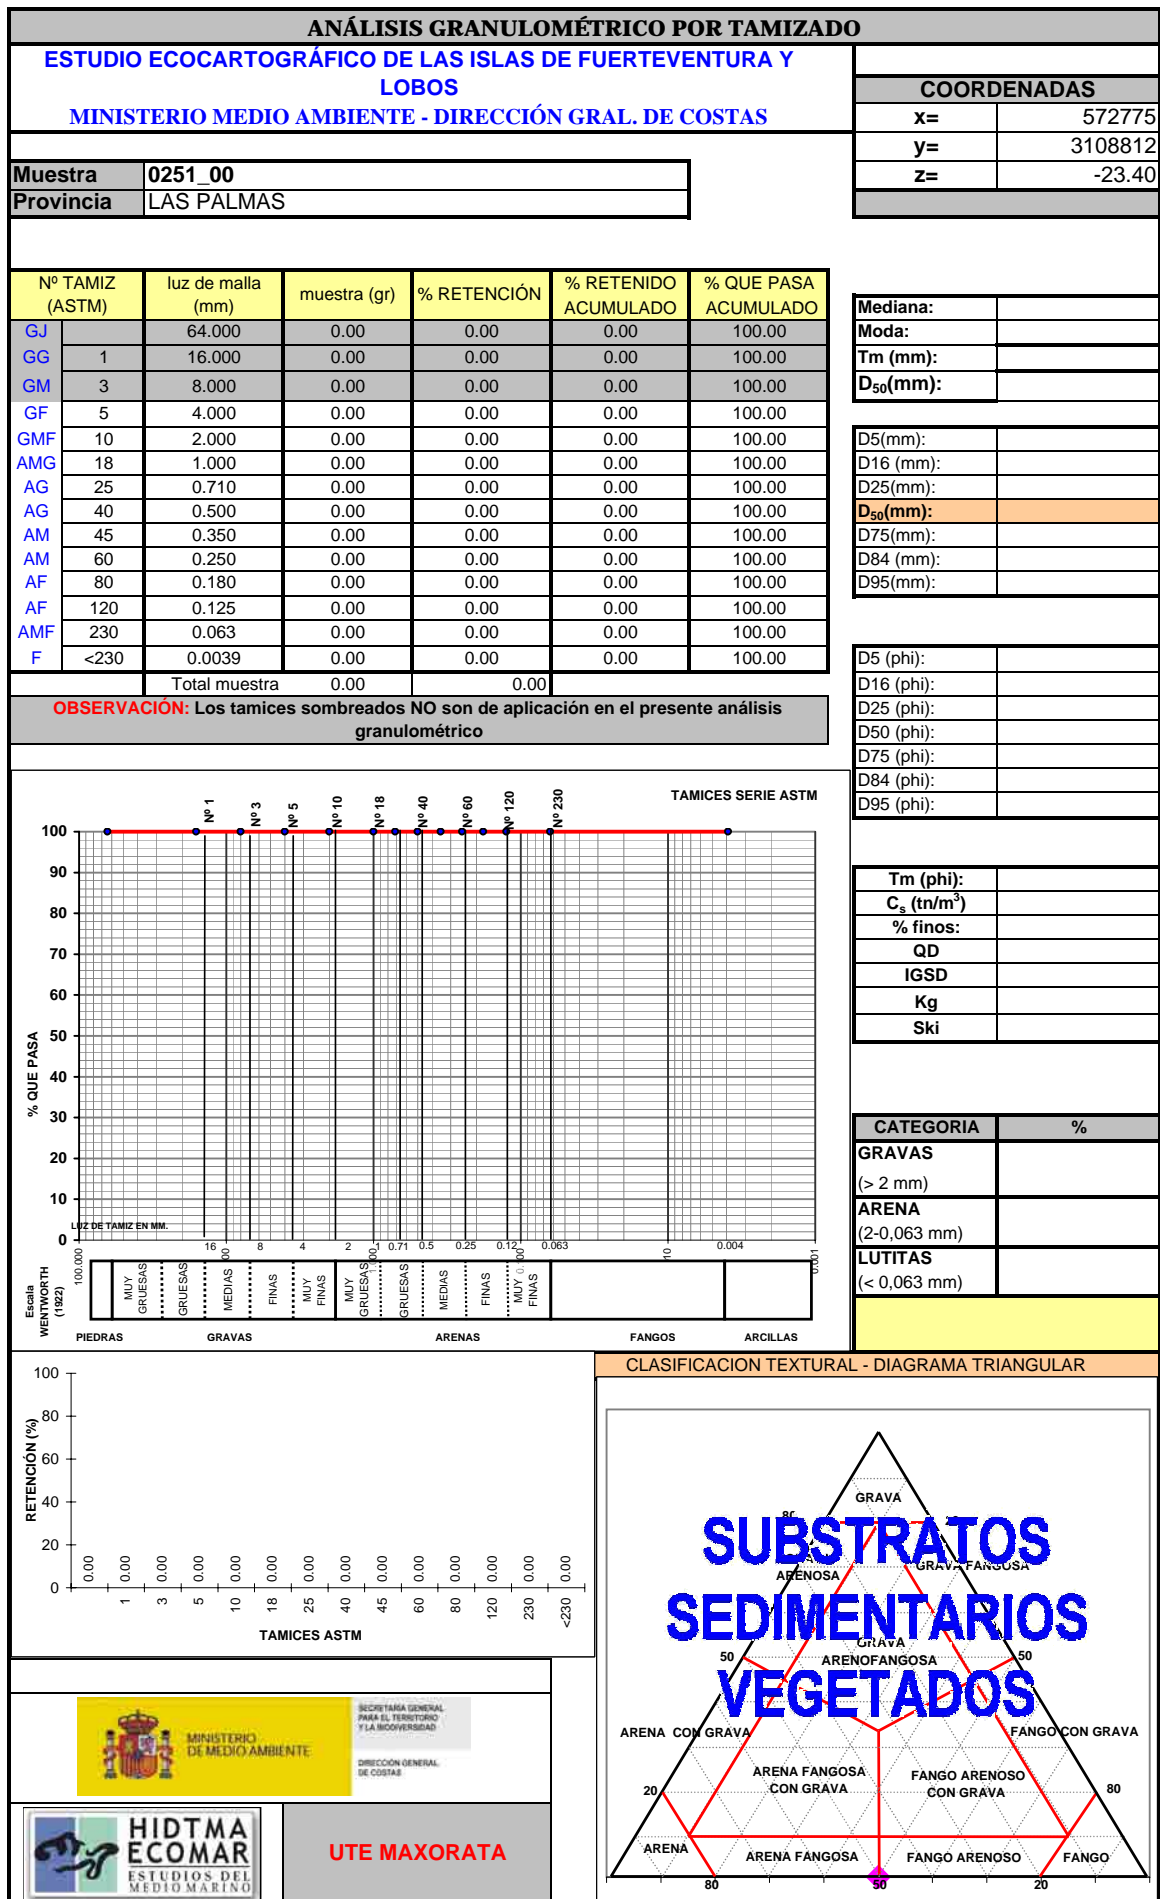 ANÁLISIS GRANULOMÉTRICO POR TAMIZADO
ESTUDIO ECOCARTOGRÁFICO DE LAS ISLAS DE FUERTEVENTURA Y
LOBOS
MINISTERIO MEDIO AMBIENTE - DIRECCIÓN GRAL. DE COSTAS
COORDENADAS
x= 572775
y= 3108812
z= -23.40
Muestra 0251_00
Provincia LAS PALMAS
Nº TAMIZ (ASTM) luz de malla (mm) muestra (gr) % RETENCIÓN % RETENIDO ACUMULADO % QUE PASA ACUMULADO
GJ 64.000 0.00 0.00 0.00 100.00
GG 1 16.000 0.00 0.00 0.00 100.00
GM 3 8.000 0.00 0.00 0.00 100.00
GF 5 4.000 0.00 0.00 0.00 100.00
GMF 10 2.000 0.00 0.00 0.00 100.00
AMG 18 1.000 0.00 0.00 0.00 100.00
AG 25 0.710 0.00 0.00 0.00 100.00
AG 40 0.500 0.00 0.00 0.00 100.00
AM 45 0.350 0.00 0.00 0.00 100.00
AM 60 0.250 0.00 0.00 0.00 100.00
AF 80 0.180 0.00 0.00 0.00 100.00
AF 120 0.125 0.00 0.00 0.00 100.00
AMF 230 0.063 0.00 0.00 0.00 100.00
F <230 0.0039 0.00 0.00 0.00 100.00
Total muestra 0.00 0.00
OBSERVACIÓN: Los tamices sombreados NO son de aplicación en el presente análisis
granulométrico
Mediana:
Moda:
Tm (mm):
D50(mm):
D5(mm):
D16 (mm):
D25(mm):
D50(mm):
D75(mm):
D84 (mm):
D95(mm):
D5 (phi):
D16 (phi):
D25 (phi):
D50 (phi):
D75 (phi):
D84 (phi):
D95 (phi):
Tm (phi):
Cs (tn/m3)
% finos:
QD
IGSD
Kg
Ski
CATEGORIA %
GRAVAS
(> 2 mm)
ARENA
(2-0,063 mm)
LUTITAS
(< 0,063 mm)
TAMICES SERIE ASTM
Nº 1 Nº 3 Nº 5 Nº 10 Nº 18 Nº 40 Nº 60 Nº 120 Nº 230
% QUE PASA
100
90
80
70
60
50
40
30
20
10
0
LUZ DE TAMIZ EN MM.
16 8 4 2 1 0.71 0.5 0.25 0.12 0.063 0.004
100.000
0.001
Escala
WENTWORTH
(1922)
MUY GRUESAS GRUESAS MEDIAS FINAS MUY FINAS MUY GRUESAS GRUESAS MEDIAS FINAS MUY FINAS
PIEDRAS GRAVAS ARENAS FANGOS ARCILLAS
RETENCIÓN (%)
100
80
60
40
20
0
0.00 0.00 0.00 0.00 0.00 0.00 0.00 0.00 0.00 0.00 0.00 0.00 0.00 0.00
1 3 5 10 18 25 40 45 60 80 120 230 <230
TAMICES ASTM
CLASIFICACION TEXTURAL - DIAGRAMA TRIANGULAR
GRAVA
SUBSTRATOS
ARENOSA
GRAVA FANGOSA
SEDIMENTARIOS
GRAVA
ARENOFANGOSA
50 50
VEGETADOS
ARENA CON GRAVA
FANGO CON GRAVA
ARENA FANGOSA
CON GRAVA
FANGO ARENOSO
CON GRAVA
20 80
ARENA
ARENA FANGOSA
FANGO ARENOSO
FANGO
80 50 20
MINISTERIO
DE MEDIO AMBIENTE
SECRETARÍA GENERAL
PARA EL TERRITORIO
Y LA BIODIVERSIDAD
DIRECCIÓN GENERAL
DE COSTAS
HIDTMA
ECOMAR
ESTUDIOS DEL
MEDIO MARINO
UTE MAXORATA